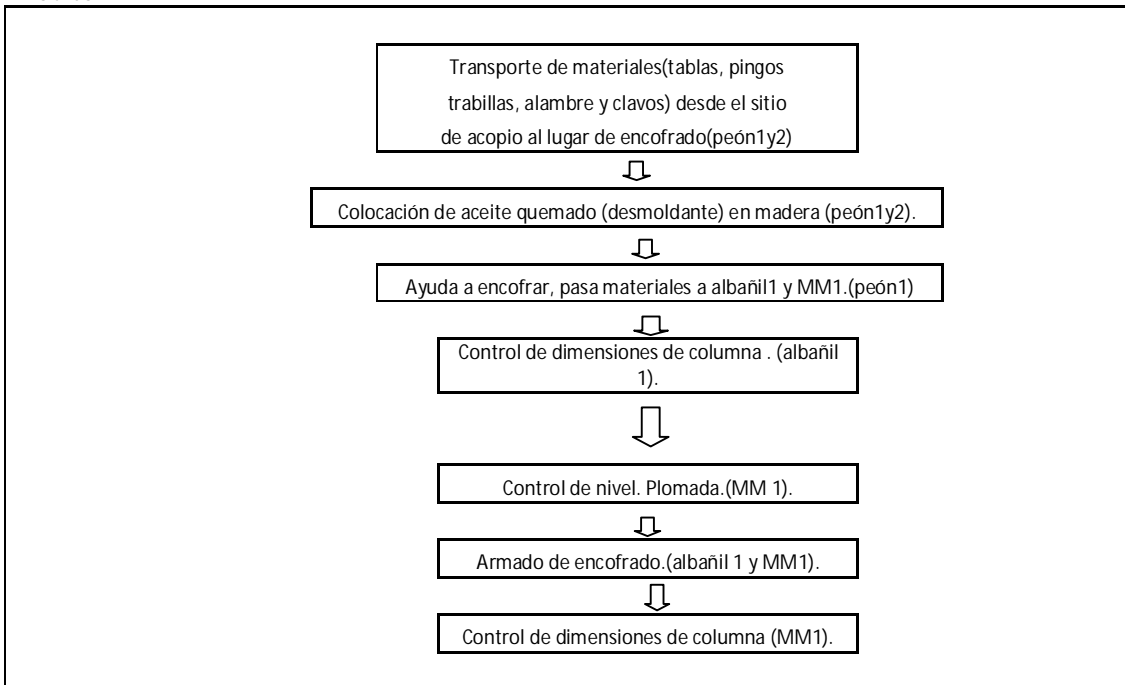 Transporte de materiales(tablas, pingos
trabillas, alambre y clavos) desde el sitio
de acopio al lugar de encofrado(peón1y2)
Colocación de aceite quemado (desmoldante) en madera (peón1y2).
Ayuda a encofrar, pasa materiales a albañil1 y MM1.(peón1)
Control de dimensiones de columna . (albañil
1).
Control de nivel. Plomada.(MM 1).
Armado de encofrado.(albañil 1 y MM1).
Control de dimensiones de columna (MM1).